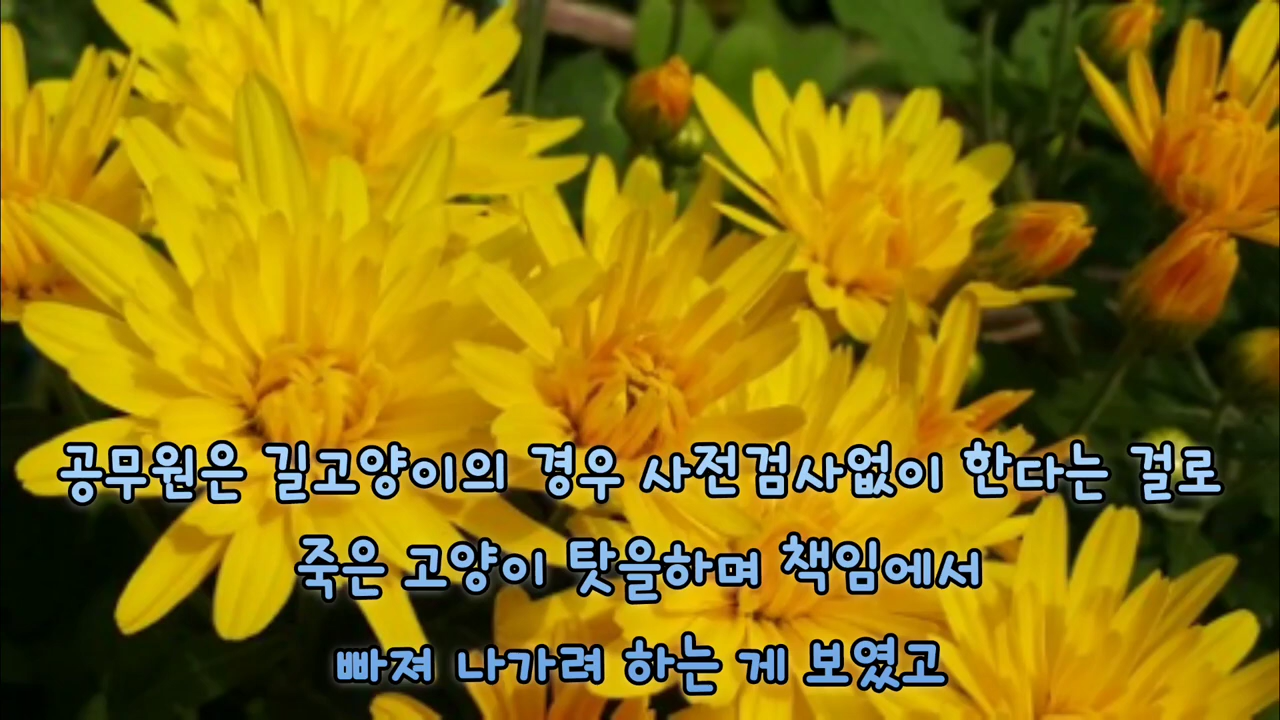 공무원은 길고양이의 경우 사전검사없이 한다는 걸로
죽은 고양이 탓을하며 책임에서
빠져 나가려 하는 게 보였고